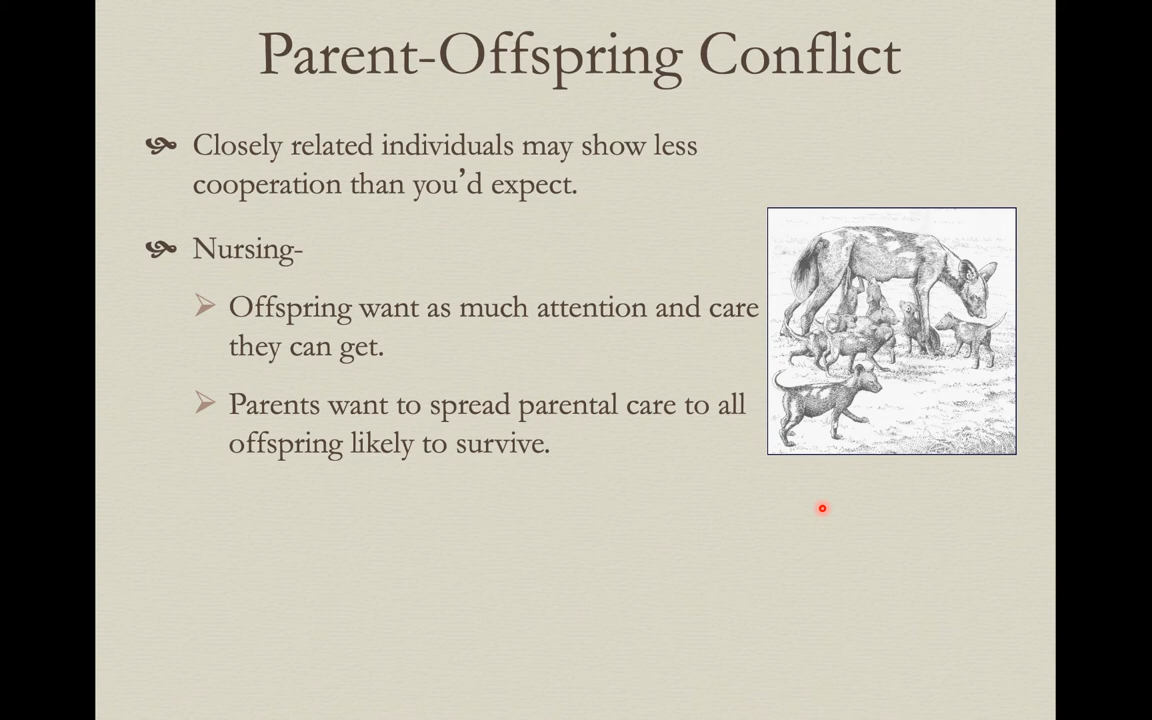 Parent-Offspring Conflict
Closely related individuals may show less
cooperation than you’d expect.
Nursing-
Offspring want as much attention and care
they can get.
Parents want to spread parental care to all
offspring likely to survive.